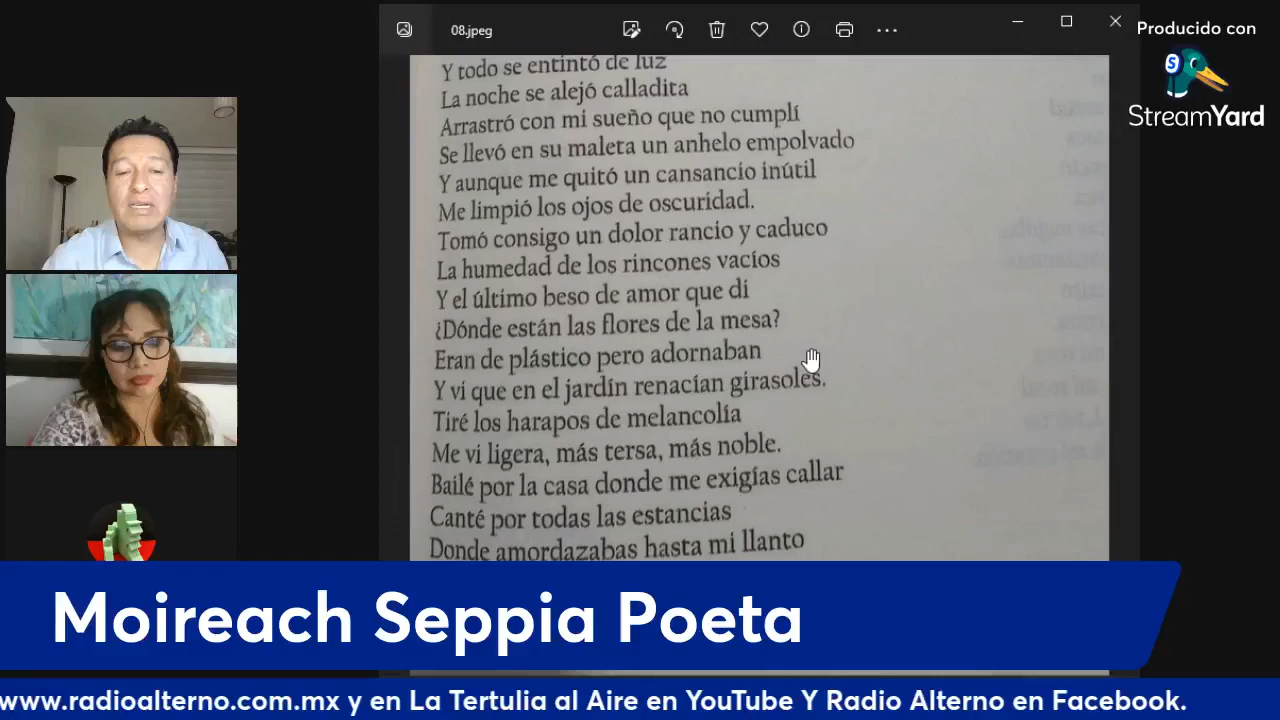 08.jpeg
Producido con
S
StreamYard
Y todo se entintó de luz
La noche se alejó calladita
Arrastró con mi sueño que no cumplí
Se llevó en su maleta un anhelo empolvado
Y aunque me quitó un cansancio inútil
Me limpió los ojos de oscuridad.
Tomó consigo un dolor rancio y caduco
La humedad de los rincones vacíos
Y el último beso de amor que di
¿Dónde están las flores de la mesa?
Eran de plástico pero adornaban
Y vi que en el jardín renacían girasoles.
Tiré los harapos de melancolía
Me vi ligera, más tersa, más noble.
Bailé por la casa donde me exigías callar
Canté por todas las estancias
Donde amordazabas hasta mi llanto
Moireach Seppia Poeta
www.radioalterno.com.mx y en La Tertulia al Aire en YouTube Y Radio Alterno en Facebook.